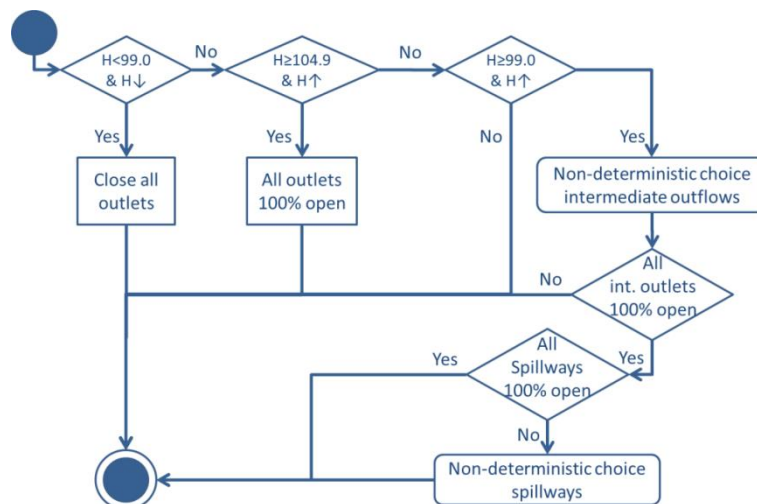 H<99.0
& H↓
No
H≥104.9
& H↑
No
H≥99.0
& H↑
Yes
Yes
No
Yes
Close all
outlets
All outlets
100% open
Non-deterministic choice
intermediate outflows
No
All
int. outlets
100% open
Yes
All
Spillways
100% open
Yes
No
Non-deterministic choice
spillways